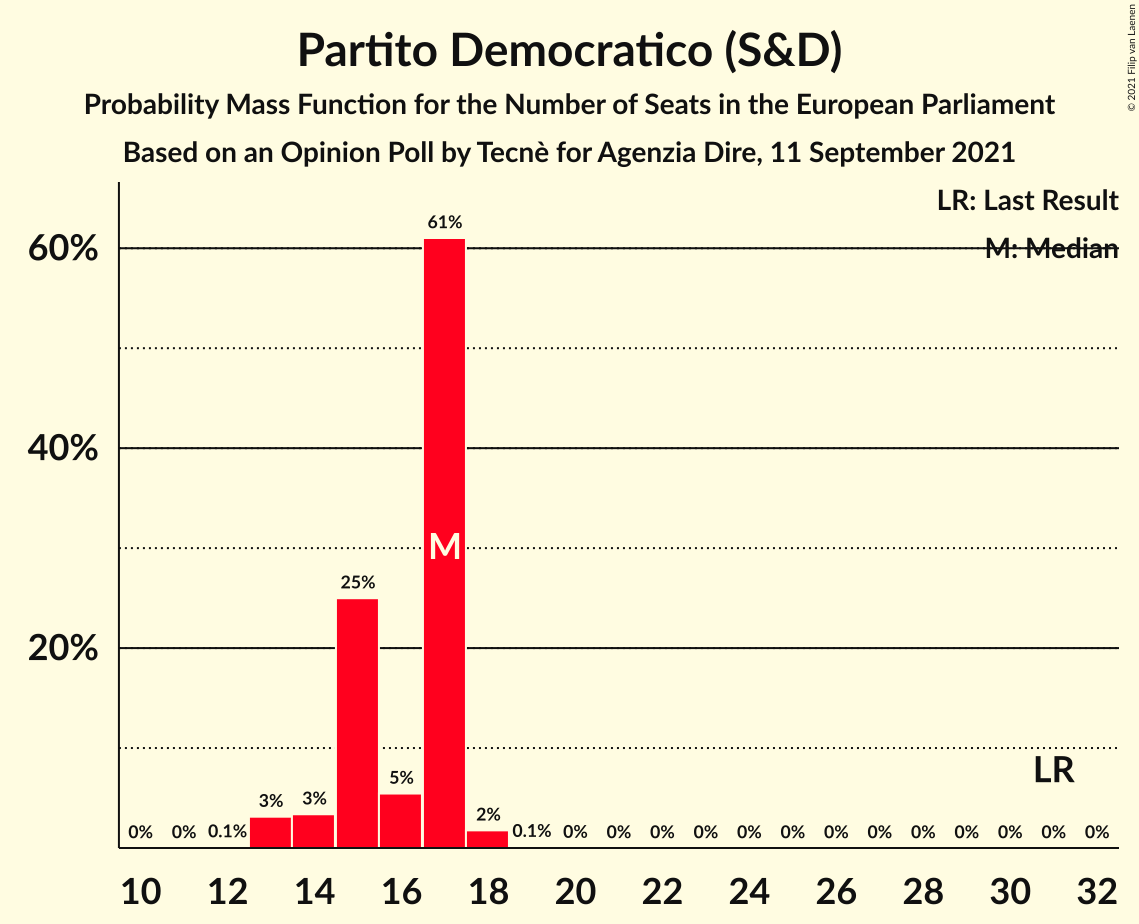 Partito Democratico (S&D)
Probability Mass Function for the Number of Seats in the European Parliament
Based on an Opinion Poll by Tecnè for Agenzia Dire, 11 September 2021
© 2021 Filip van Laenen
LR: Last Result
M: Median
61%
60%
40%
M
25%
20%
LR
5%
3%
3%
2%
0% 0% 0.1% 0.1% 0% 0% 0% 0% 0% 0% 0% 0% 0% 0% 0% 0% 0%
10 12 14 16 18 20 22 24 26 28 30 32